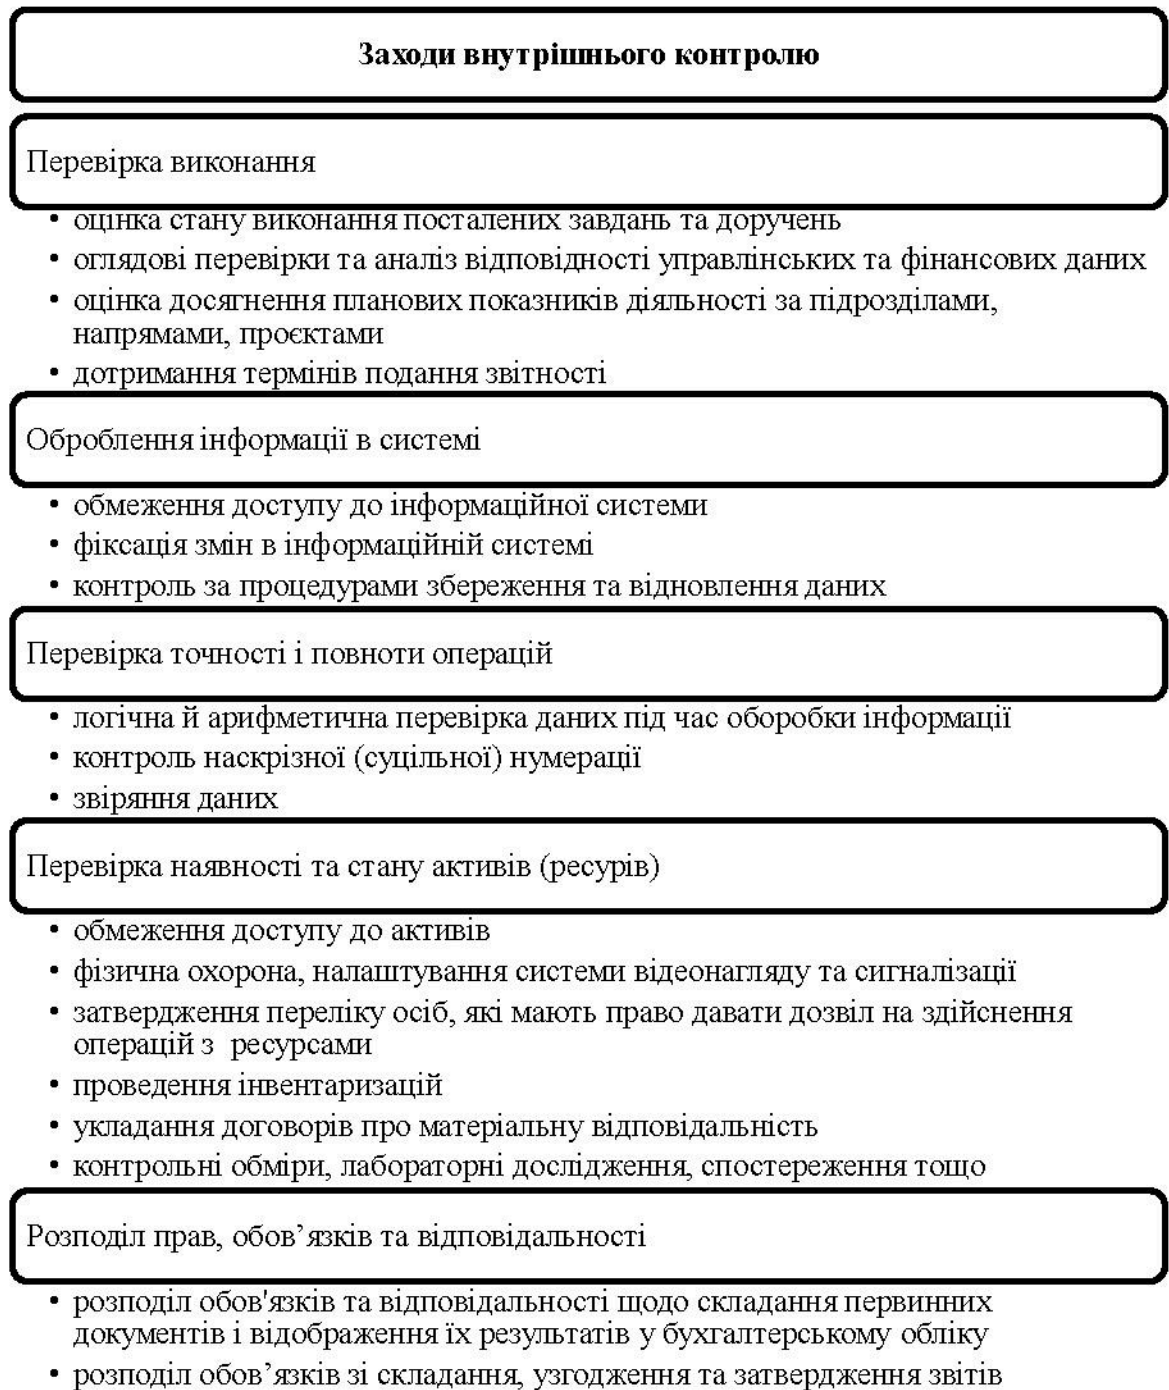 Заходи внутрішнього контролю
Перевірка виконання
• оцінка стану виконання посталених завдань та доручень
• оглядові перевірки та аналіз відповідності управлінських та фінансових даних
• оцінка досягнення планових показників діяльності за підрозділами,
напрямами, проєктами
• дотримання термінів подання звітності
Оброблення інформації в системі
• обмеження доступу до інформаційної системи
• фіксація змін в інформаційній системі
• контроль за процедурами збереження та відновлення даних
Перевірка точності і повноти операцій
• логічна й арифметична перевірка даних під час оборобки інформації
• контроль наскрізної (суцільної) нумерації
• звіряння даних
Перевірка наявності та стану активів (ресурів)
• обмеження доступу до активів
• фізична охорона, налаштування системи відеонагляду та сигналізації
• затвердження переліку осіб, які мають право давати дозвіл на здійснення
операцій з  ресурсами
• проведення інвентаризацій
• укладання договорів про матеріальну відповідальність
• контрольні обміри, лабораторні дослідження, спостереження тощо
Розподіл прав, обов’язків та відповідальності
• розподіл обов'язків та відповідальності щодо складання первинних
документів і відображення їх результатів у бухгалтерському обліку
• розподіл обов’язків зі складання, узгодження та затвердження звітів